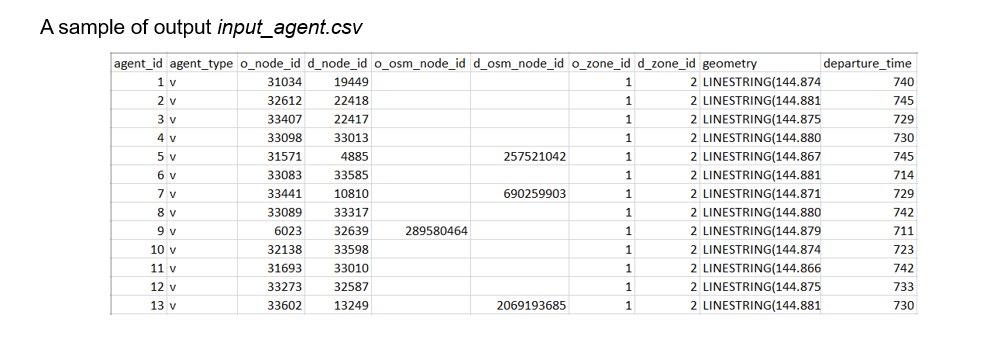 A sample of output input_agent.csv
agent_id agent_type o_node_id d_node_id o_osm_node_id d_osm_node_id o_zone_id d_zone_id geometry departure_time
1 v 31034 19449 1 2 LINESTRING(144.874 740
2 v 32612 22418 1 2 LINESTRING(144.881 745
3 v 33407 22417 1 2 LINESTRING(144.875 729
4 v 33098 33013 1 2 LINESTRING(144.880 730
5 v 31571 4885 257521042 1 2 LINESTRING(144.867 745
6 v 33083 33585 1 2 LINESTRING(144.881 714
7 v 33441 10810 690259903 1 2 LINESTRING(144.871 729
8 v 33089 33317 1 2 LINESTRING(144.880 742
9 v 6023 32639 289580464 1 2 LINESTRING(144.879 711
10 v 32138 33598 1 2 LINESTRING(144.874 723
11 v 31693 33010 1 2 LINESTRING(144.866 742
12 v 33273 32587 1 2 LINESTRING(144.875 733
13 v 33602 13249 2069193685 1 2 LINESTRING(144.881 730